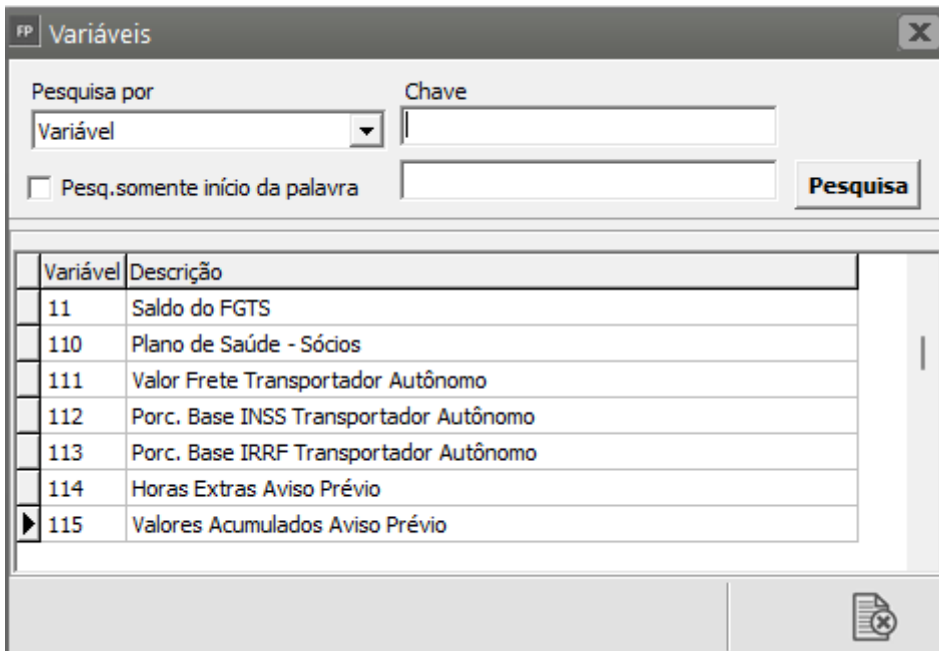 FP Variáveis
Pesquisa por Chave
Variável
Pesq.somente início da palavra Pesquisa
Variável Descrição
11 Saldo do FGTS
110 Plano de Saúde - Sócios
111 Valor Frete Transportador Autônomo
112 Porc. Base INSS Transportador Autônomo
113 Porc. Base IRRF Transportador Autônomo
114 Horas Extras Aviso Prévio
115 Valores Acumulados Aviso Prévio